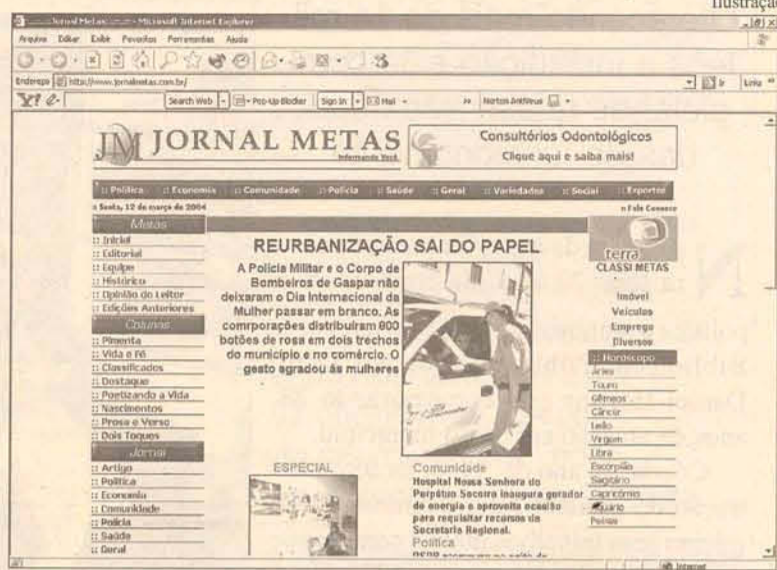 Ilustração
Jornal Metas - Microsoft Internet Explorer
Arquivo Editar Exibir Favoritos Ferramentas Ajuda
Endereço http://www.jornalmetas.com.br/ Ir Links
Search Web Pop-Up Blocker Sign In Mail Norton AntiVirus
JM JORNAL METAS
Informando Você
Consultórios Odontológicos
Clique aqui e saiba mais!
:: Política :: Economia :: Comunidade :: Polícia :: Saúde :: Geral :: Variedades :: Social :: Esportes
:: Sexta, 12 de março de 2004
:: Fale Conosco
Metas
:: Inicial
:: Editorial
:: Equipe
:: Histórico
:: Opinião do Leitor
:: Edições Anteriores
Colunas
:: Pimenta
:: Vida e Fé
:: Classificados
:: Destaque
:: Poetizando a Vida
:: Nascimentos
:: Prosa e Verso
:: Dois Toques
Jornal
:: Artigo
:: Política
:: Economia
:: Comunidade
:: Polícia
:: Saúde
:: Geral
REURBANIZAÇÃO SAI DO PAPEL
A Polícia Militar e o Corpo de
Bombeiros de Gaspar não
deixaram o Dia Internacional da
Mulher passar em branco. As
comrporações distribuíram 800
botões de rosa em dois trechos
do município e no comércio. O
gesto agradou às mulheres
ESPECIAL
Comunidade
Hospital Nossa Senhora do
Perpétuo Socorro inaugura gerador
de energia e aproveita ocasião
para requisitar recursos da
Secretaria Regional.
Política
terra
CLASSI METAS
Imóvel
Veículos
Emprego
Diversos
:: Horóscopo
Áries
Touro
Gêmeos
Câncer
Leão
Virgem
Libra
Escorpião
Sagitário
Capricórnio
Aquário
Peixes
Internet